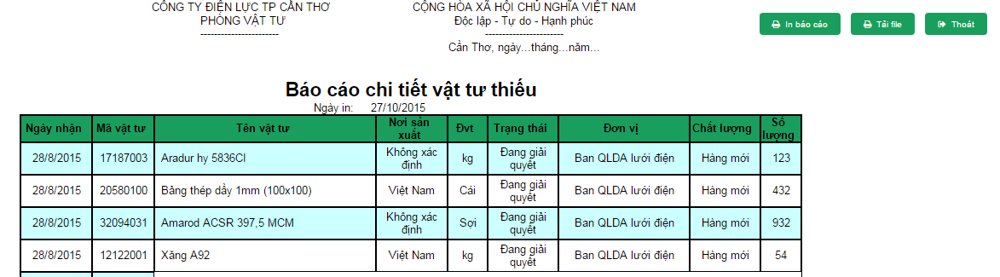 CÔNG TY ĐIỆN LỰC TP CẦN THƠ
PHÒNG VẬT TƯ
-----------------------
CỘNG HÒA XÃ HỘI CHỦ NGHĨA VIỆT NAM
Độc lập - Tự do - Hạnh phúc
-----------------------
Cần Thơ, ngày...tháng...năm...
In báo cáo
Tải file
Thoát
Báo cáo chi tiết vật tư thiếu
Ngày in: 27/10/2015
Ngày nhận Mã vật tư Tên vật tư Nơi sản xuất Đvt Trạng thái Đơn vị Chất lượng Số lượng
28/8/2015 17187003 Aradur hy 5836CI Không xác định kg Đang giải quyết Ban QLDA lưới điện Hàng mới 123
28/8/2015 20580100 Bảng thép dầy 1mm (100x100) Việt Nam Cái Đang giải quyết Ban QLDA lưới điện Hàng mới 432
28/8/2015 32094031 Amarod ACSR 397,5 MCM Không xác định Sợi Đang giải quyết Ban QLDA lưới điện Hàng mới 932
28/8/2015 12122001 Xăng A92 Việt Nam kg Đang giải quyết Ban QLDA lưới điện Hàng mới 54